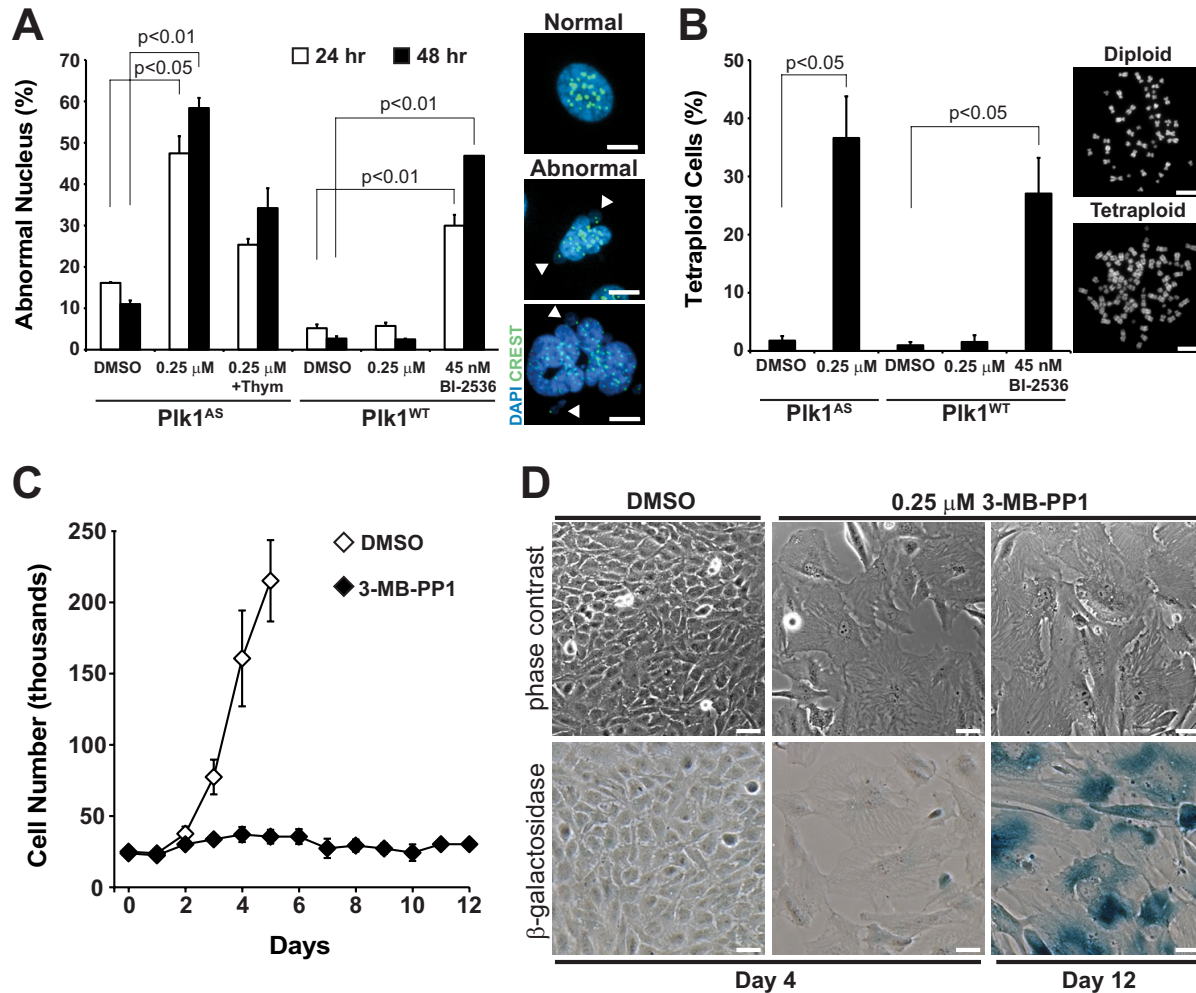 A
Abnormal Nucleus (%)
70
60
50
40
30
20
10
0
p<0.01
p<0.05
24 hr
48 hr
p<0.01
p<0.01
DMSO
0.25 μM
0.25 μM
+Thym
DMSO
0.25 μM
45 nM
BI-2536
Plk1AS
Plk1WT
Normal
Abnormal
DAPI CREST
B
Tetraploid Cells (%)
50
40
30
20
10
0
p<0.05
p<0.05
DMSO
0.25 μM
DMSO
0.25 μM
45 nM
BI-2536
Plk1AS
Plk1WT
Diploid
Tetraploid
C
Cell Number (thousands)
250
200
150
100
50
0
DMSO
3-MB-PP1
0
2
4
6
8
10
12
Days
D
DMSO
0.25 μM 3-MB-PP1
phase contrast
β-galactosidase
Day 4
Day 12